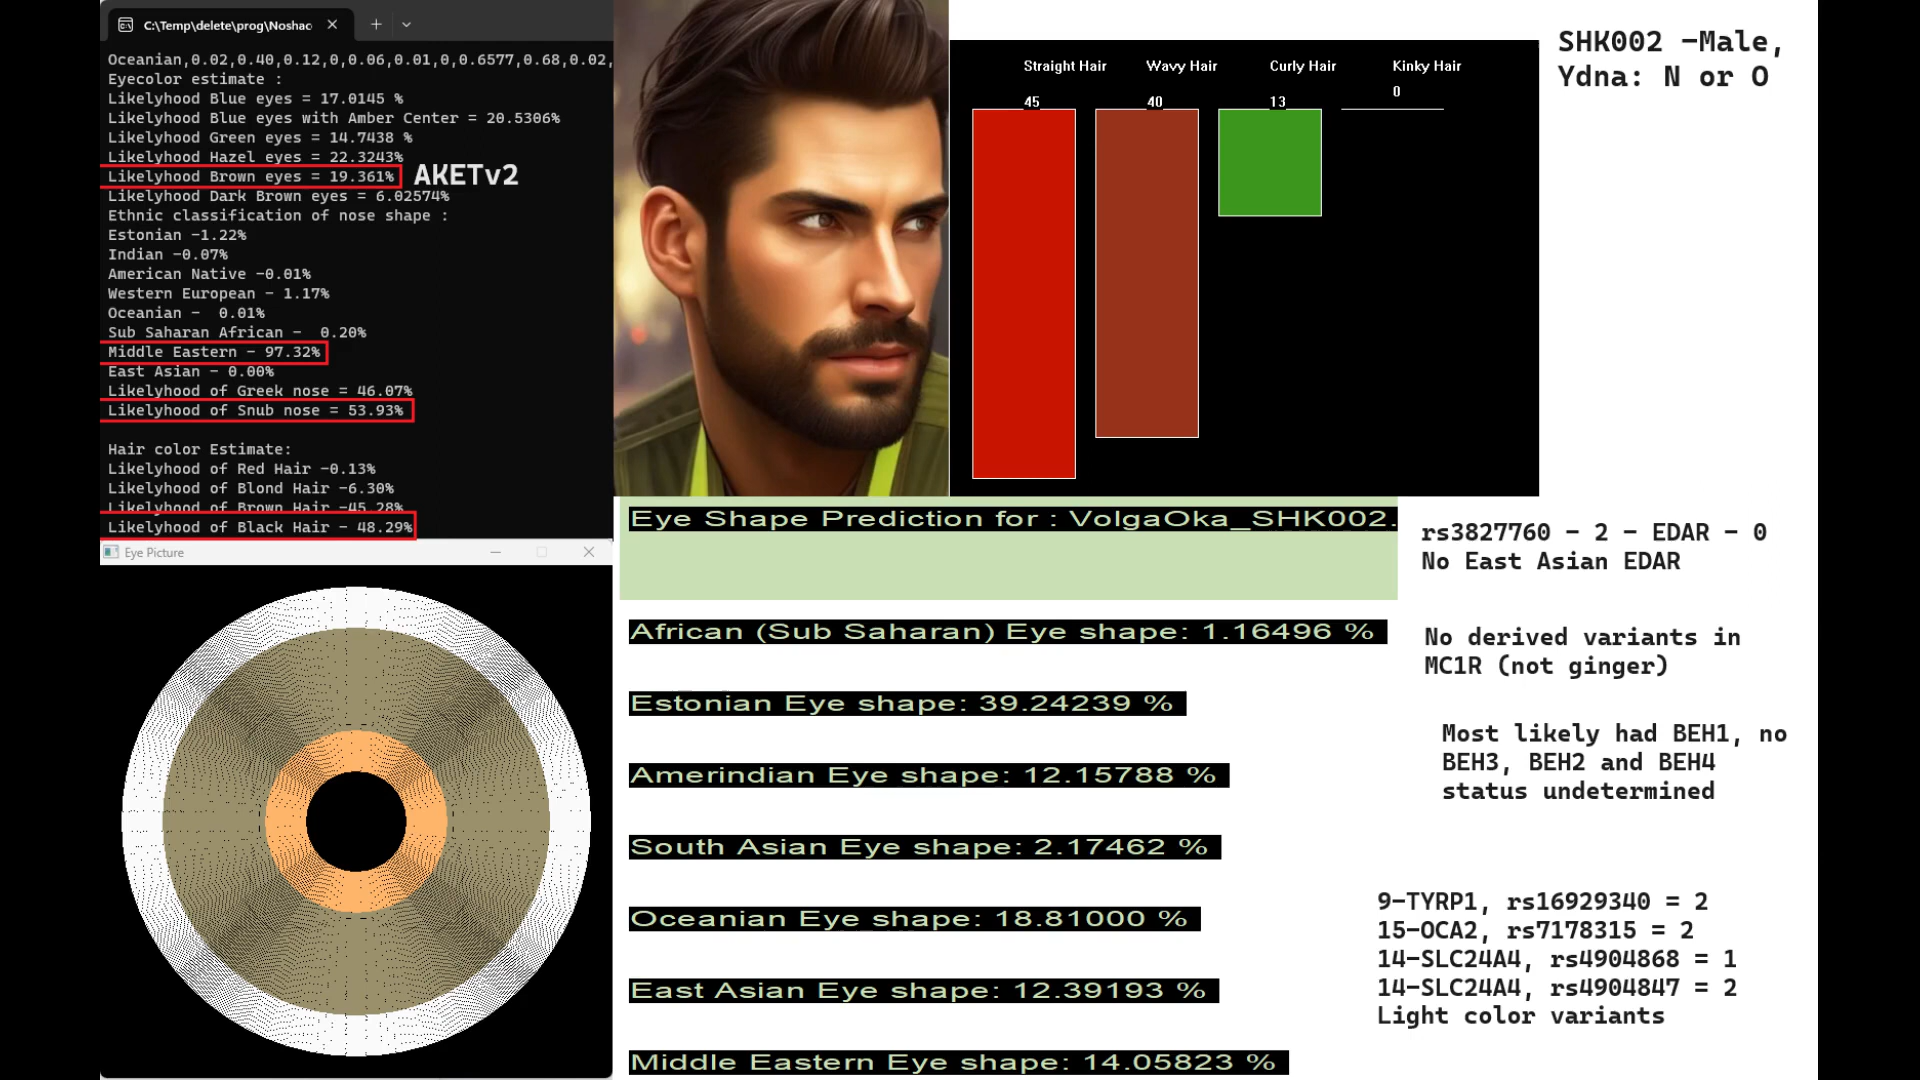 C:\Temp\delete\prog\Noshac
Oceanian,0.02,0.40,0.12,0,0.06,0.01,0,0.6577,0.68,0.02,
Eyecolor estimate :
Likelyhood Blue eyes = 17.0145 %
Likelyhood Blue eyes with Amber Center = 20.5306%
Likelyhood Green eyes = 14.7438 %
Likelyhood Hazel eyes = 22.3243%
Likelyhood Brown eyes = 19.361%
AKETv2
Likelyhood Dark Brown eyes = 6.02574%
Ethnic classification of nose shape :
Estonian -1.22%
Indian -0.07%
American Native -0.01%
Western European - 1.17%
Oceanian -  0.01%
Sub Saharan African -  0.20%
Middle Eastern - 97.32%
East Asian - 0.00%
Likelyhood of Greek nose = 46.07%
Likelyhood of Snub nose = 53.93%
Hair color Estimate:
Likelyhood of Red Hair -0.13%
Likelyhood of Blond Hair -6.30%
Likelyhood of Brown Hair -45.28%
Likelyhood of Black Hair - 48.29%
Eye Picture
Straight Hair Wavy Hair Curly Hair Kinky Hair
45 40 13 0
SHK002 -Male,
Ydna: N or O
Eye Shape Prediction for : VolgaOka_SHK002.
African (Sub Saharan) Eye shape: 1.16496 %
Estonian Eye shape: 39.24239 %
Amerindian Eye shape: 12.15788 %
South Asian Eye shape: 2.17462 %
Oceanian Eye shape: 18.81000 %
East Asian Eye shape: 12.39193 %
Middle Eastern Eye shape: 14.05823 %
rs3827760 - 2 - EDAR - 0
No East Asian EDAR
No derived variants in
MC1R (not ginger)
Most likely had BEH1, no
BEH3, BEH2 and BEH4
status undetermined
9-TYRP1, rs16929340 = 2
15-OCA2, rs7178315 = 2
14-SLC24A4, rs4904868 = 1
14-SLC24A4, rs4904847 = 2
Light color variants